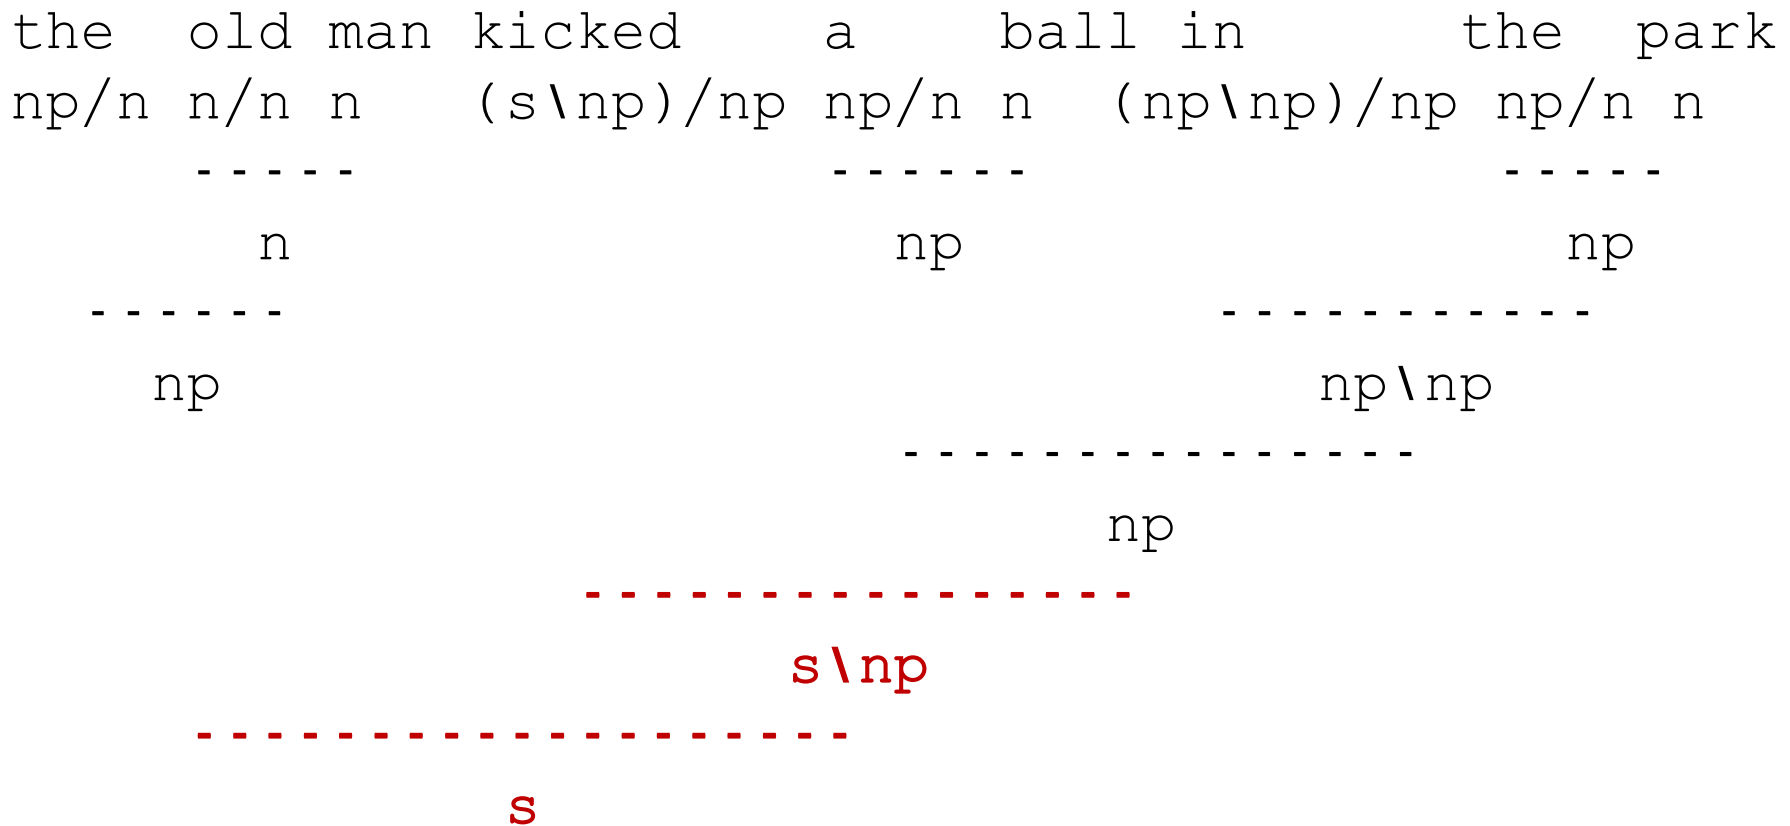 the old man kicked a ball in the park
np/n n/n n (s\np)/np np/n n (np\np)/np np/n n
----- ------ -----
n np np
------ -----------
np np\np
---------------
np
----------------
s\np
-------------------
s